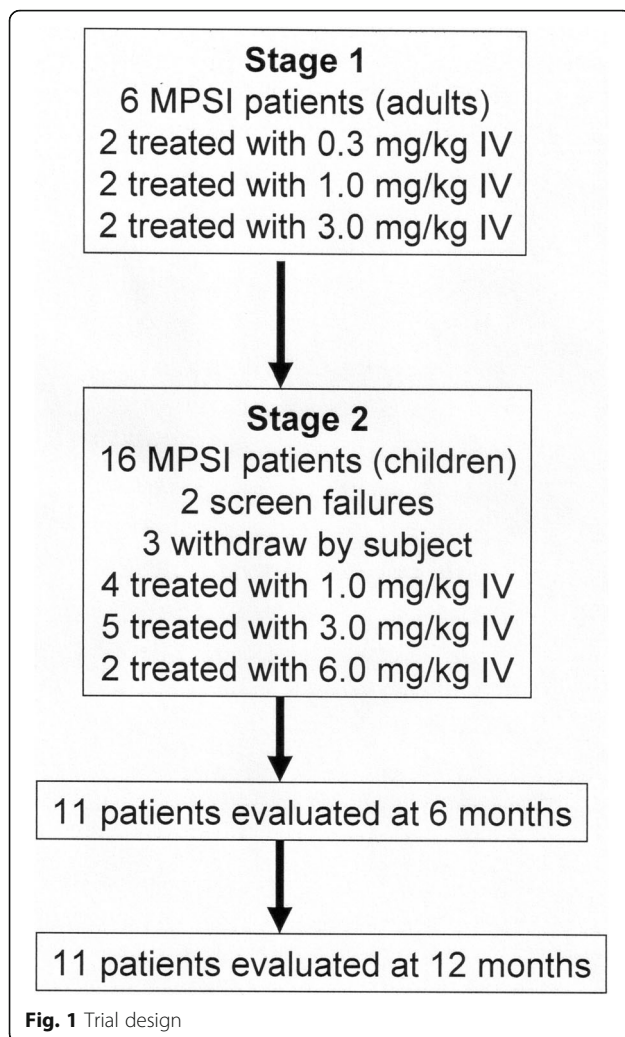 Stage 1
6 MPSI patients (adults)
2 treated with 0.3 mg/kg IV
2 treated with 1.0 mg/kg IV
2 treated with 3.0 mg/kg IV
Stage 2
16 MPSI patients (children)
2 screen failures
3 withdraw by subject
4 treated with 1.0 mg/kg IV
5 treated with 3.0 mg/kg IV
2 treated with 6.0 mg/kg IV
11 patients evaluated at 6 months
11 patients evaluated at 12 months
Fig. 1 Trial design